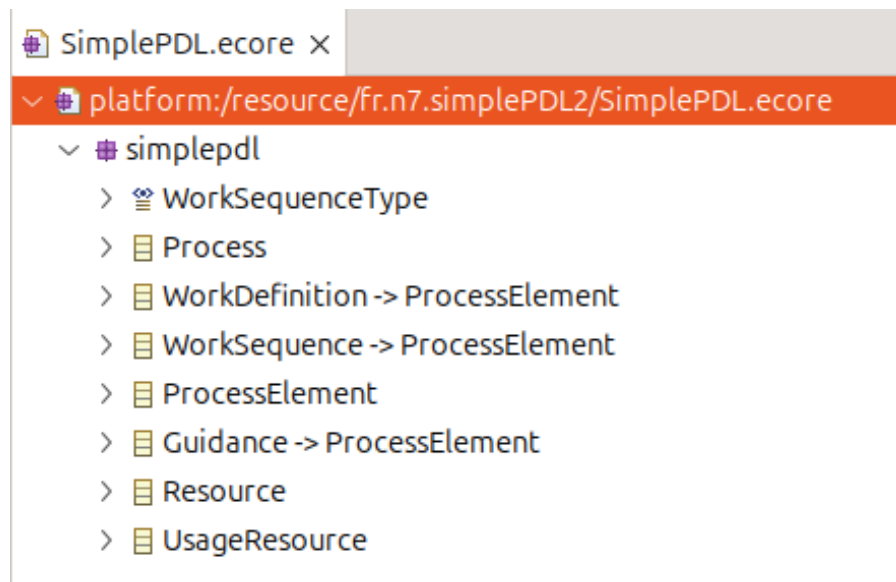 SimplePDL.ecore ×
platform:/resource/fr.n7.simplePDL2/SimplePDL.ecore
simplepdl
WorkSequenceType
Process
WorkDefinition -> ProcessElement
WorkSequence -> ProcessElement
ProcessElement
Guidance -> ProcessElement
Resource
UsageResource